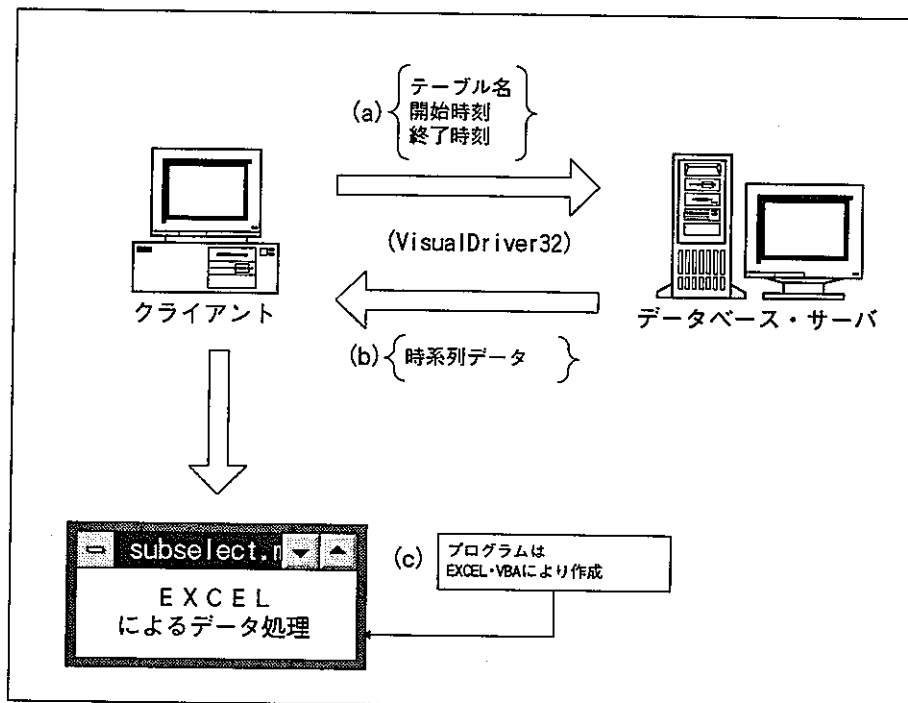 (a)
テーブル名
開始時刻
終了時刻
(VisualDriver32)
クライアント
データベース・サーバ
(b)
時系列データ
subselect.
(c)
プログラムは
EXCEL・VBAにより作成
EXCEL
によるデータ処理